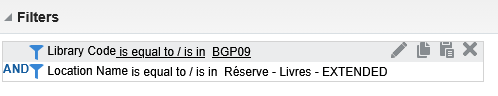 Filters
Library Code is equal to / is in BGP09
AND Location Name is equal to / is in Réserve - Livres - EXTENDED